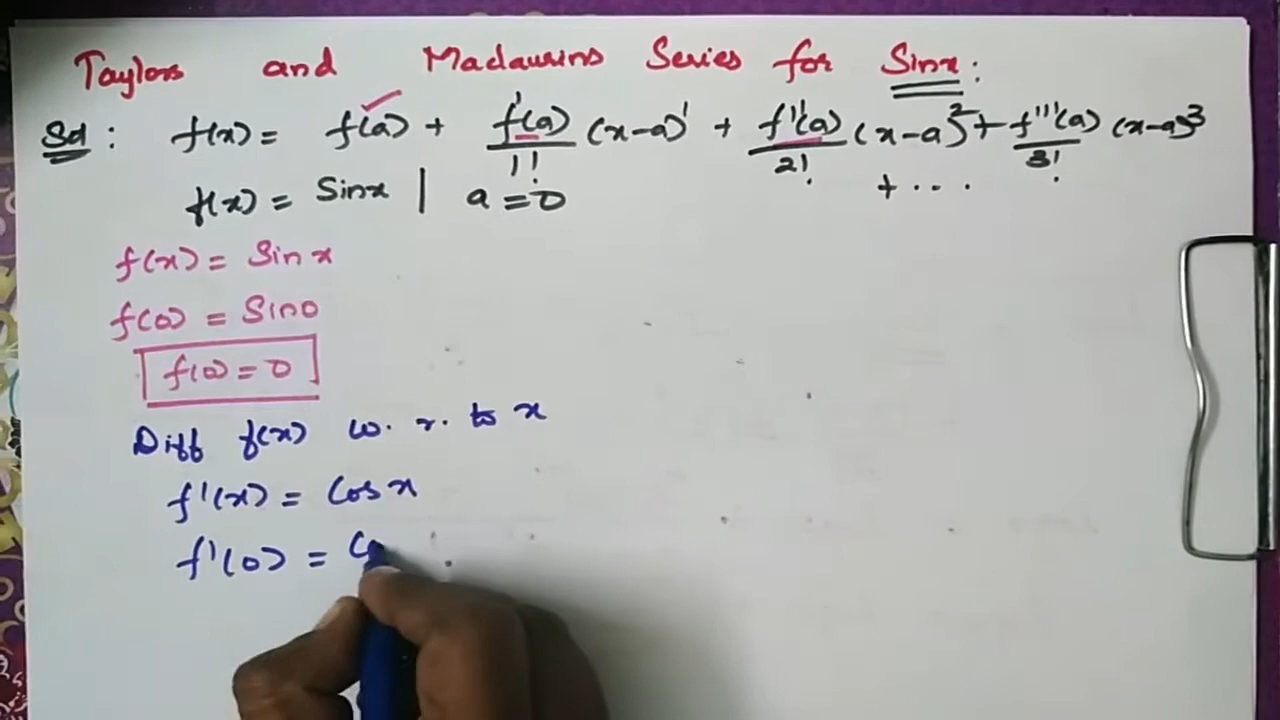 Taylors and Maclaurins Series for Sinx:
Sol: f(x) = f(a) + f'(a)/1! (x-a)' + f''(a)/2! (x-a)² + f'''(a)/3! (x-a)³
+ ...
f(x) = Sinx | a = 0
f(x) = Sin x
f(0) = Sin0
f(0) = 0
Diff f(x) w. r. to x
f'(x) = Cos x
f'(0) = Co